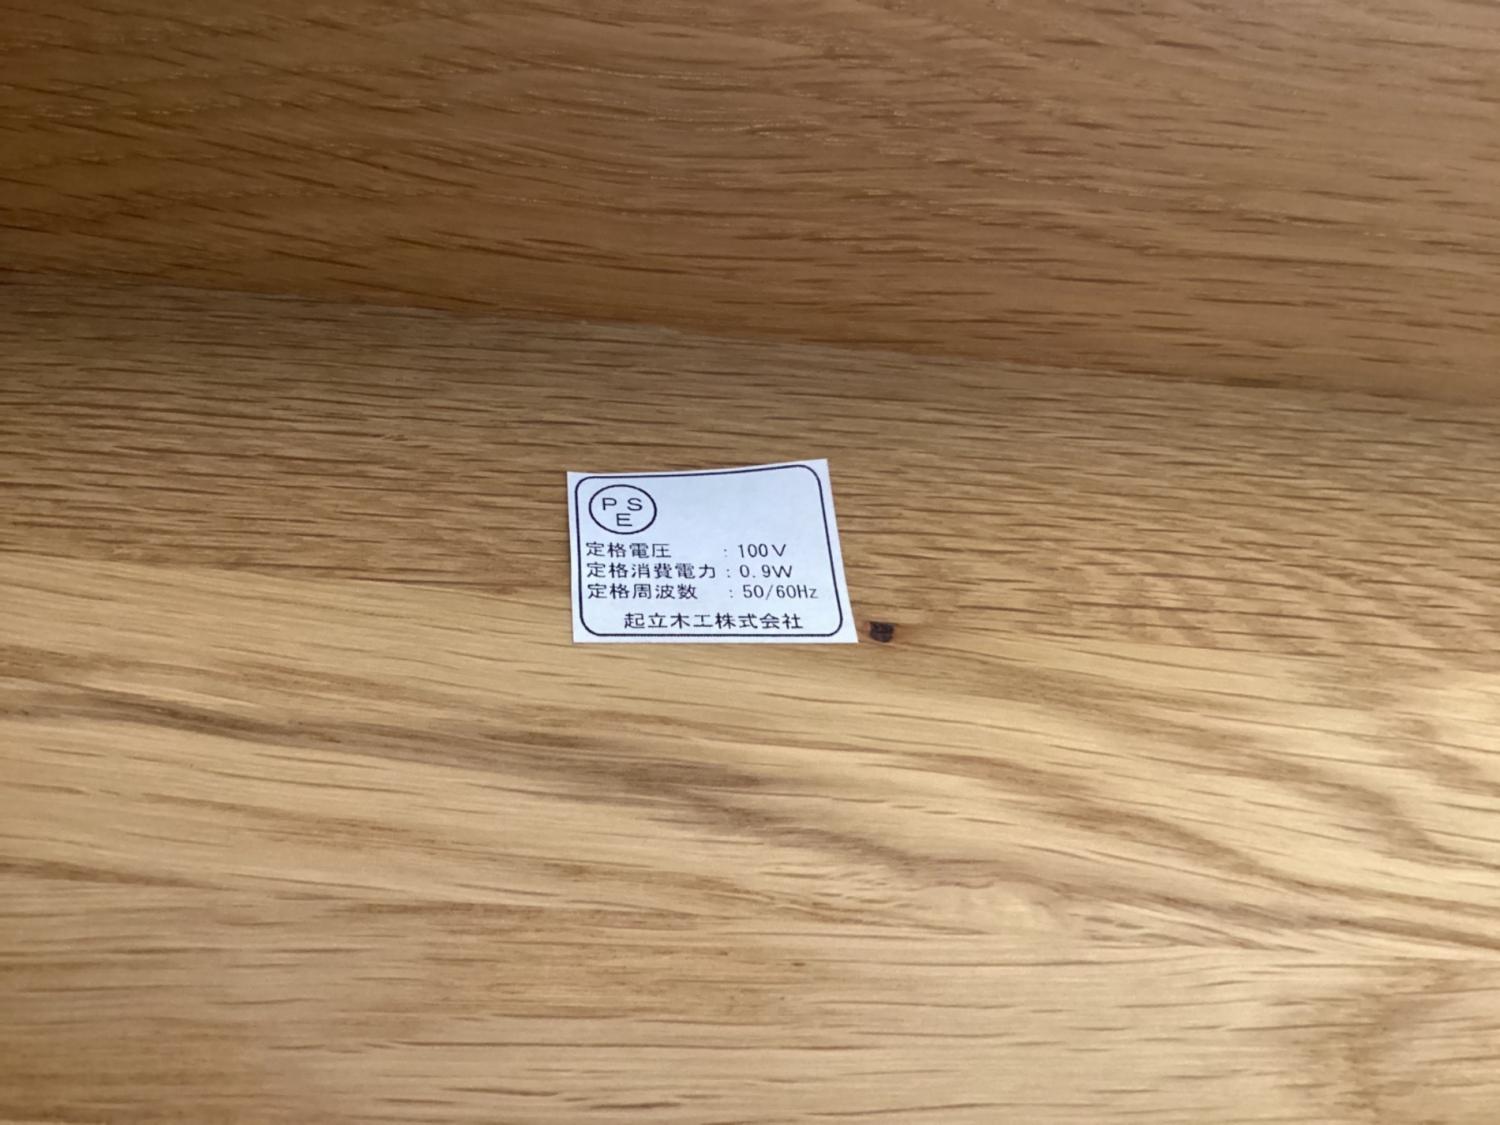 PSE
定格電圧 : 100V
定格消費電力 : 0.9W
定格周波数 : 50/60Hz
起立木工株式会社